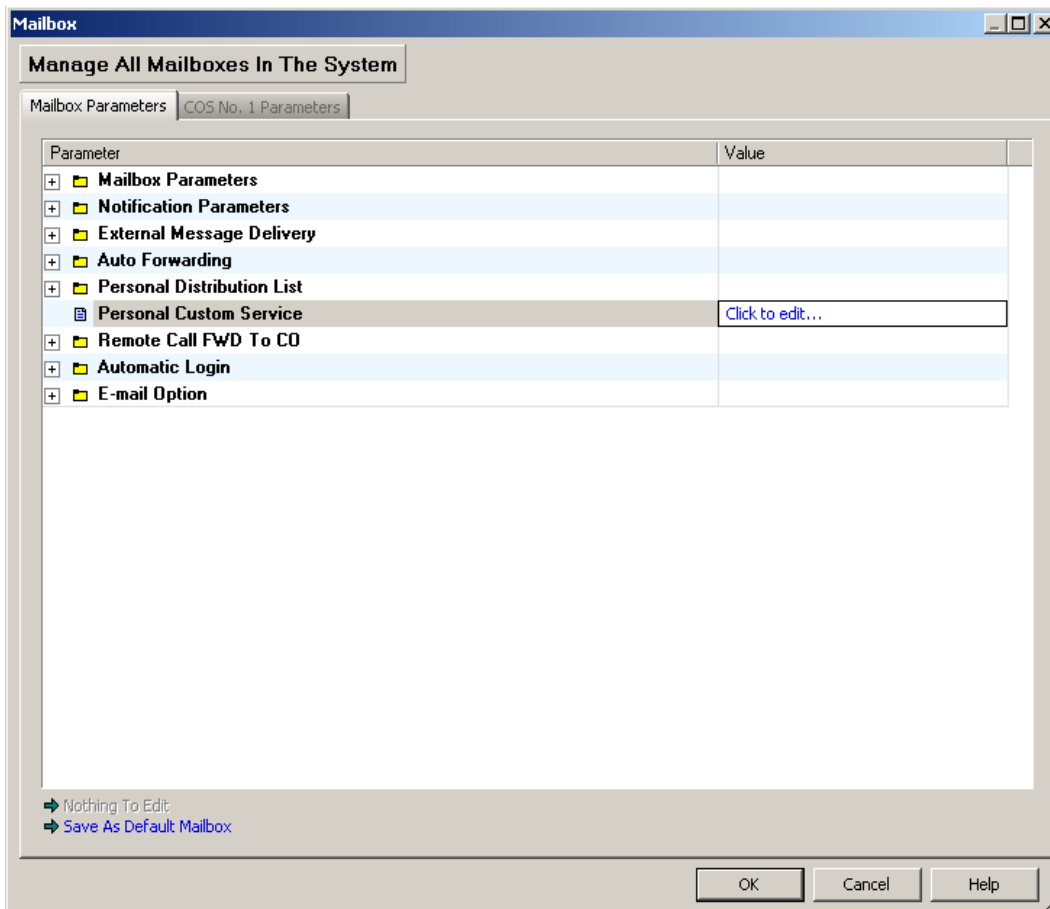 Mailbox
Manage All Mailboxes In The System
Mailbox Parameters COS No. 1 Parameters
Parameter Value
Mailbox Parameters
Notification Parameters
External Message Delivery
Auto Forwarding
Personal Distribution List
Personal Custom Service Click to edit...
Remote Call FWD To CO
Automatic Login
E-mail Option
Nothing To Edit
Save As Default Mailbox
OK Cancel Help